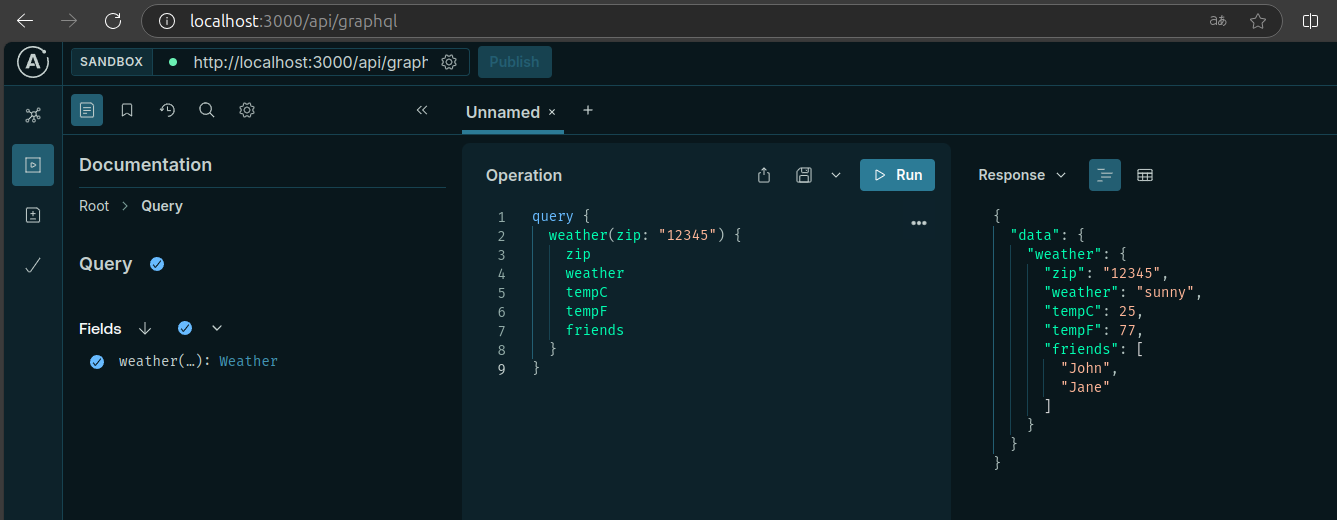 localhost:3000/api/graphql
SANDBOX http://localhost:3000/api/graph Publish
Unnamed × +
Documentation
Root > Query
Query
Fields
weather(…): Weather
Operation
Run
1 query {
2 weather(zip: "12345") {
3 zip
4 weather
5 tempC
6 tempF
7 friends
8 }
9 }
Response
{
"data": {
"weather": {
"zip": "12345",
"weather": "sunny",
"tempC": 25,
"tempF": 77,
"friends": [
"John",
"Jane"
]
}
}
}